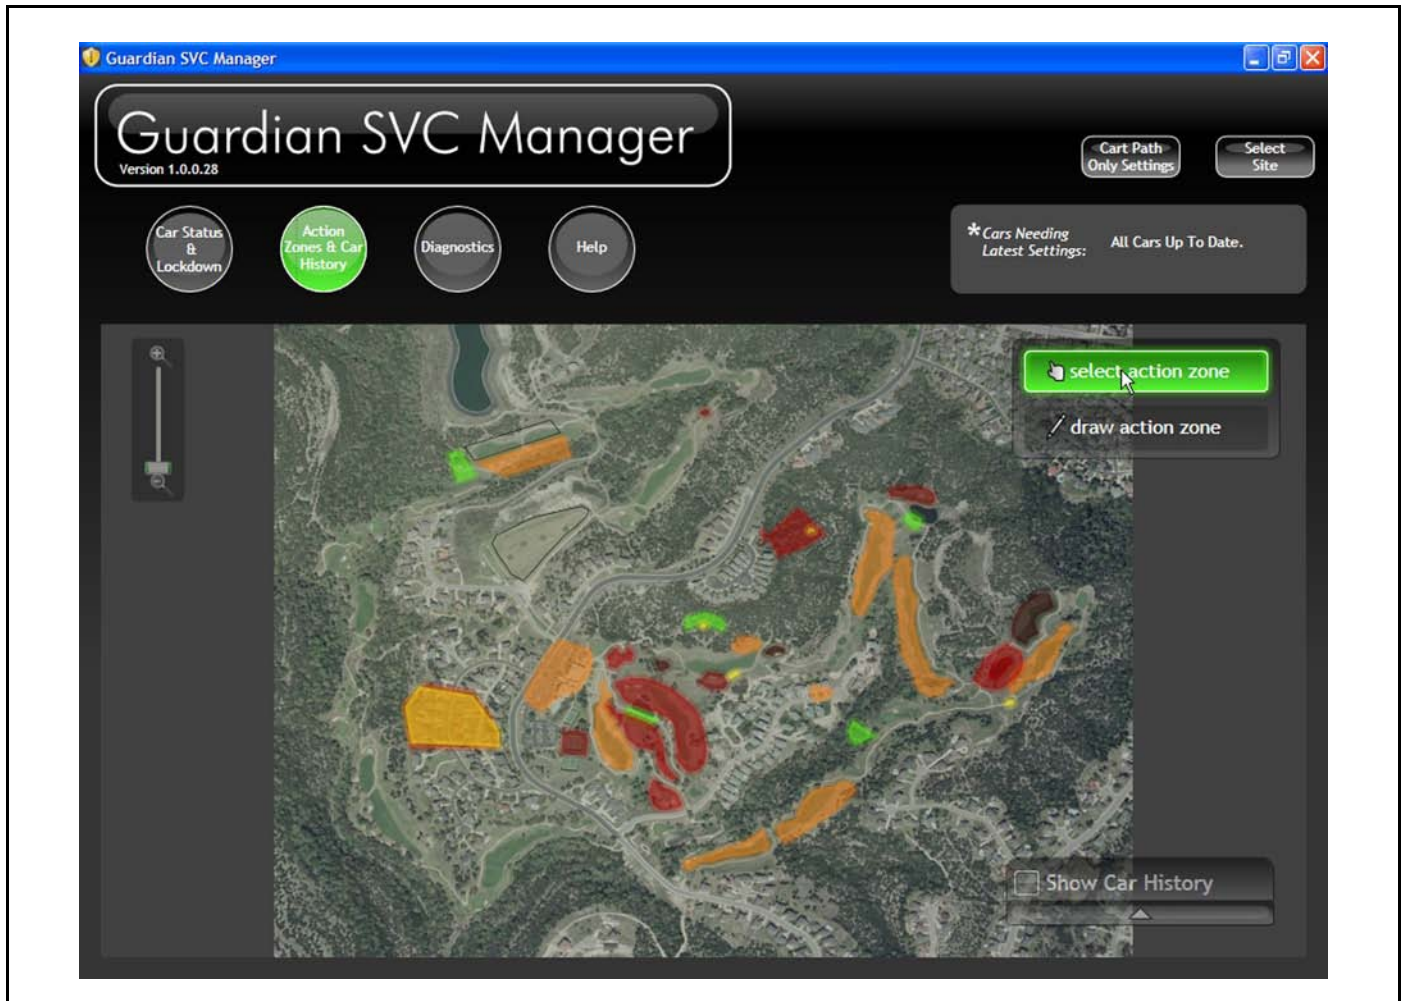 Guardian SVC Manager
Guardian SVC Manager
Version 1.0.0.28
Cart Path
Only Settings
Select
Site
Car Status
&
Lockdown
Action
Zones & Car
History
Diagnostics
Help
*Cars Needing
Latest Settings:
All Cars Up To Date.
select action zone
draw action zone
Show Car History